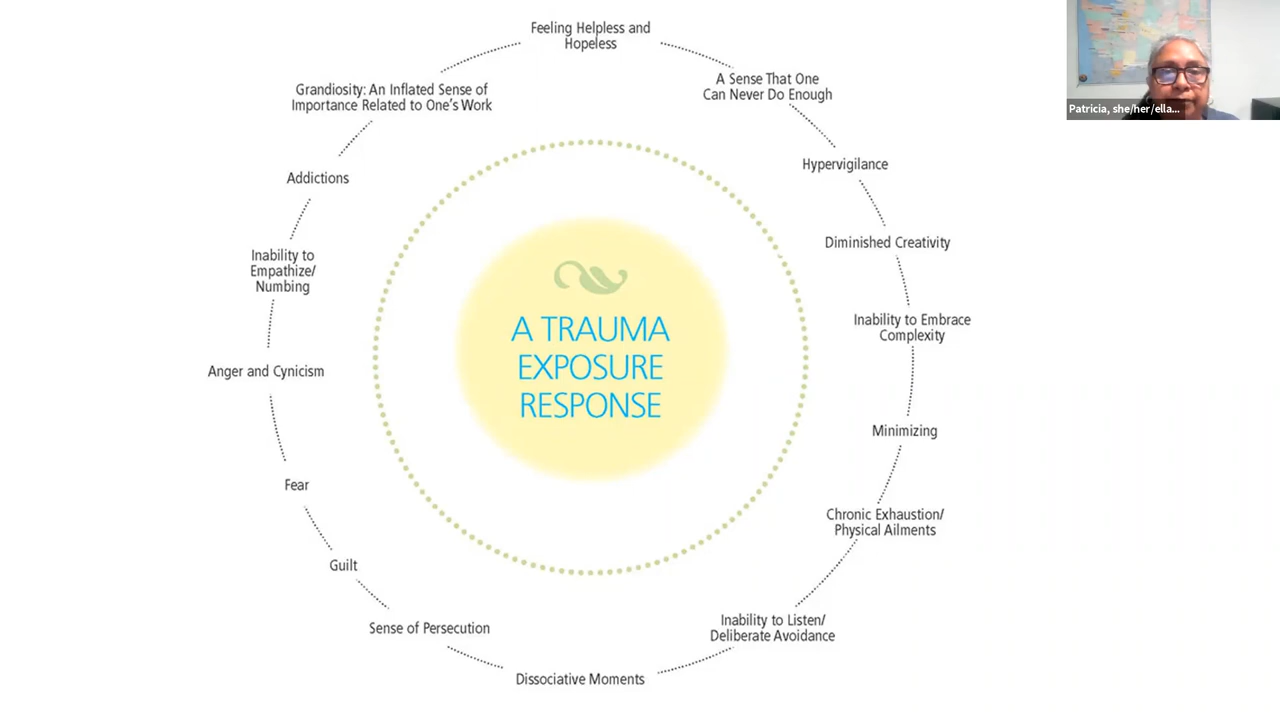 Feeling Helpless and
Hopeless
A Sense That One
Can Never Do Enough
Hypervigilance
Diminished Creativity
Inability to Embrace
Complexity
Minimizing
Chronic Exhaustion/
Physical Ailments
Inability to Listen/
Deliberate Avoidance
Dissociative Moments
Sense of Persecution
Guilt
Fear
Anger and Cynicism
Inability to
Empathize/
Numbing
Addictions
Grandiosity: An Inflated Sense of
Importance Related to One's Work
A TRAUMA
EXPOSURE
RESPONSE
Patricia, she/her/ella...